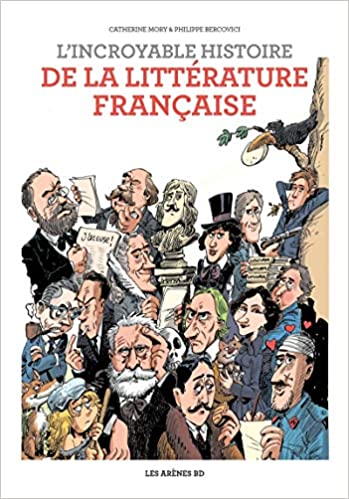 CATHERINE MORY & PHILIPPE BERCOVICI
L'INCROYABLE HISTOIRE
DE LA LITTÉRATURE
FRANÇAISE
J'accuse!
LES ARÈNES BD